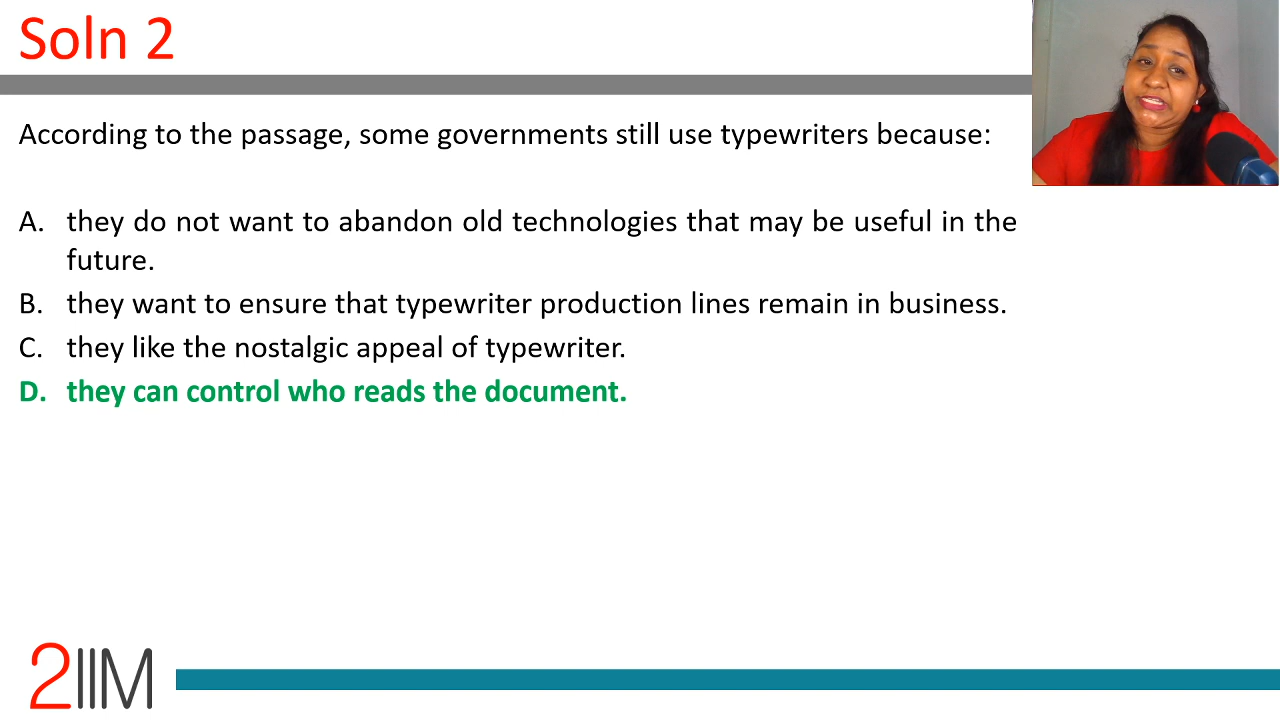 Soln 2
According to the passage, some governments still use typewriters because:
A. they do not want to abandon old technologies that may be useful in the
future.
B. they want to ensure that typewriter production lines remain in business.
C. they like the nostalgic appeal of typewriter.
D. they can control who reads the document.
2IIM